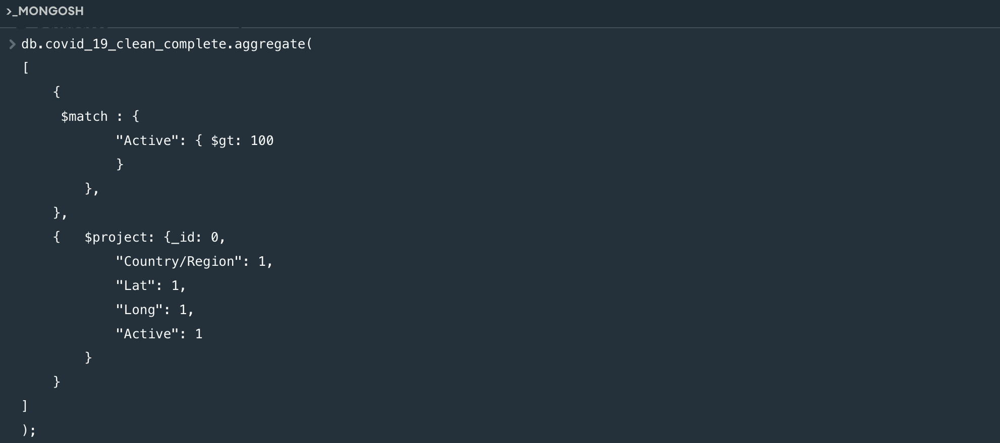 >_MONGOSH
db.covid_19_clean_complete.aggregate(
[
{
$match : {
"Active": { $gt: 100
}
},
},
{ $project: {_id: 0,
"Country/Region": 1,
"Lat": 1,
"Long": 1,
"Active": 1
}
}
]
);